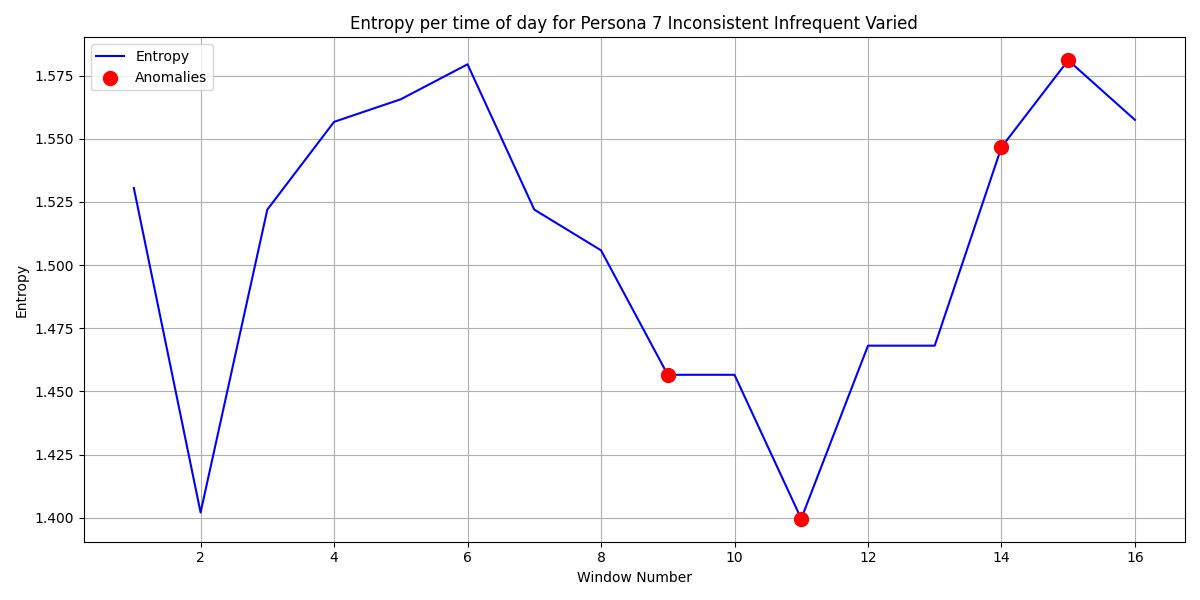 Entropy per time of day for Persona 7 Inconsistent Infrequent Varied
Entropy
Anomalies
1.575
1.550
1.525
1.500
1.475
1.450
1.425
1.400
Entropy
2 4 6 8 10 12 14 16
Window Number